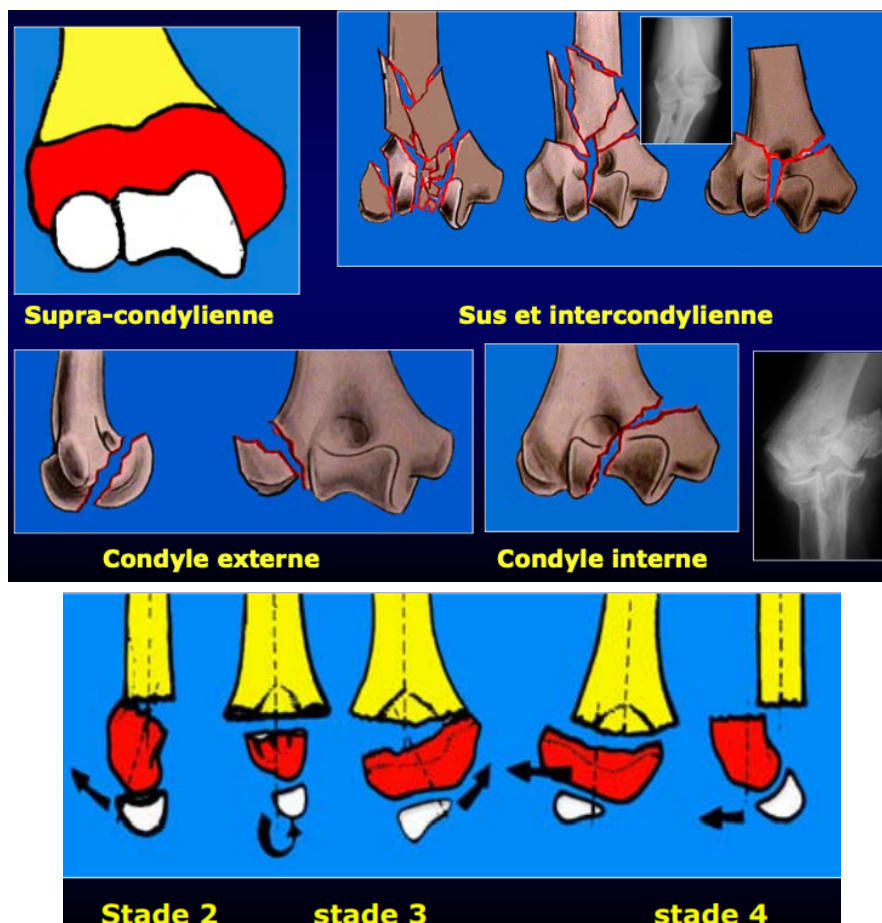 Supra-condylienne
Sus et intercondylienne
Condyle externe
Condyle interne
Stade 2
stade 3
stade 4